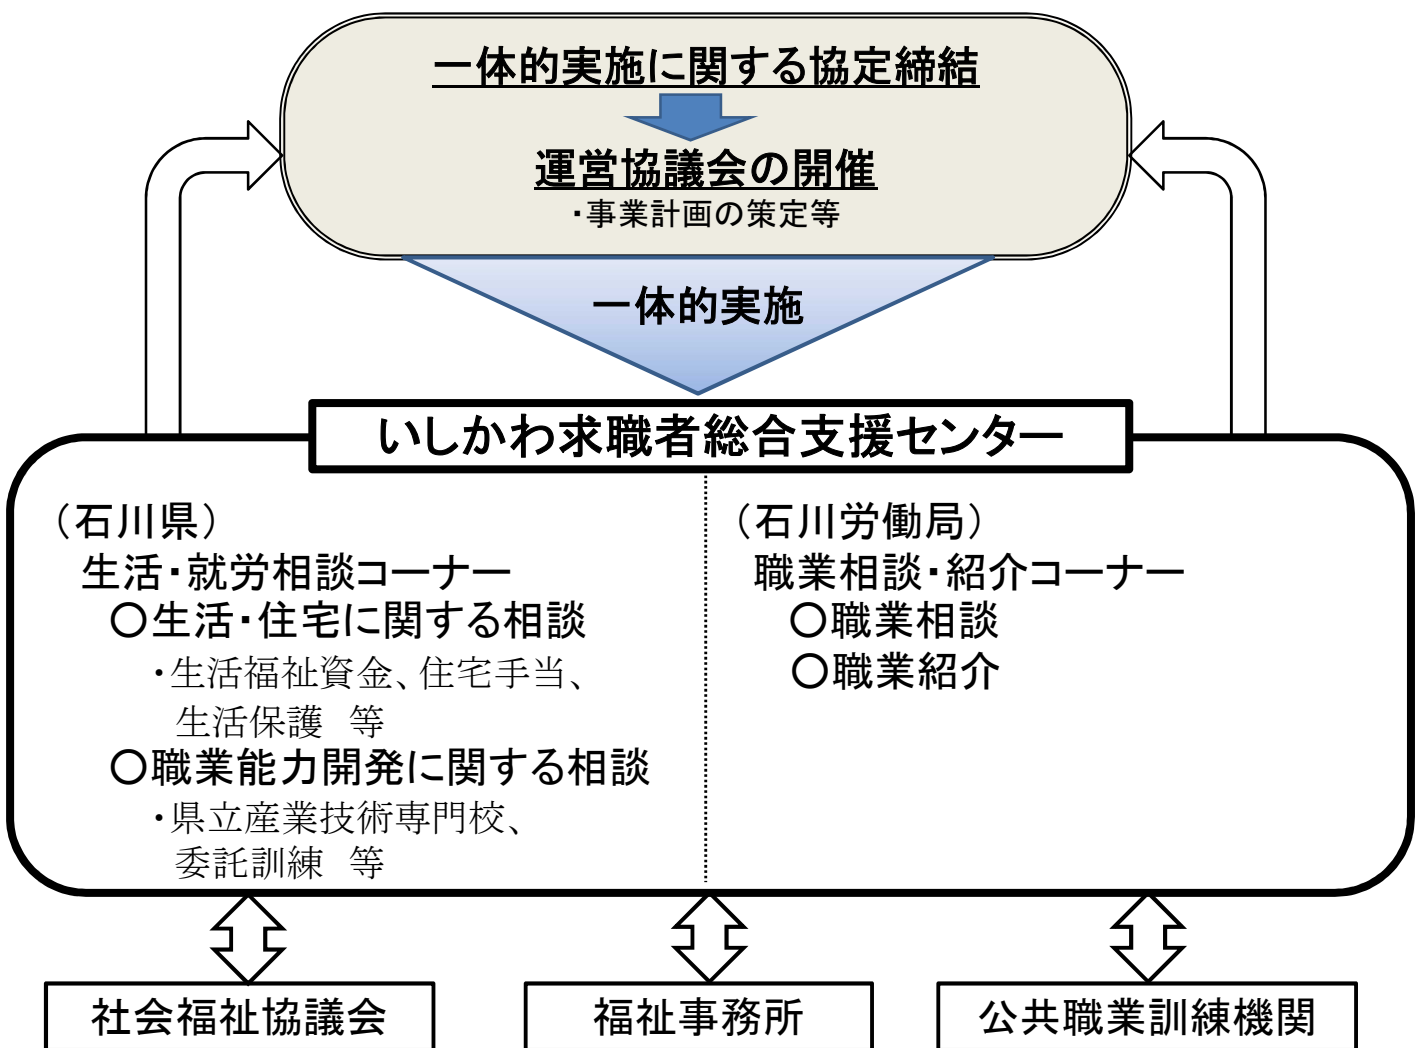 一体的実施に関する協定締結
運営協議会の開催
・事業計画の策定等
一体的実施
いしかわ求職者総合支援センター
（石川県）
生活・就労相談コーナー
○生活・住宅に関する相談
・生活福祉資金、住宅手当、
生活保護　等
○職業能力開発に関する相談
・県立産業技術専門校、
委託訓練　等
（石川労働局）
職業相談・紹介コーナー
○職業相談
○職業紹介
社会福祉協議会
福祉事務所
公共職業訓練機関